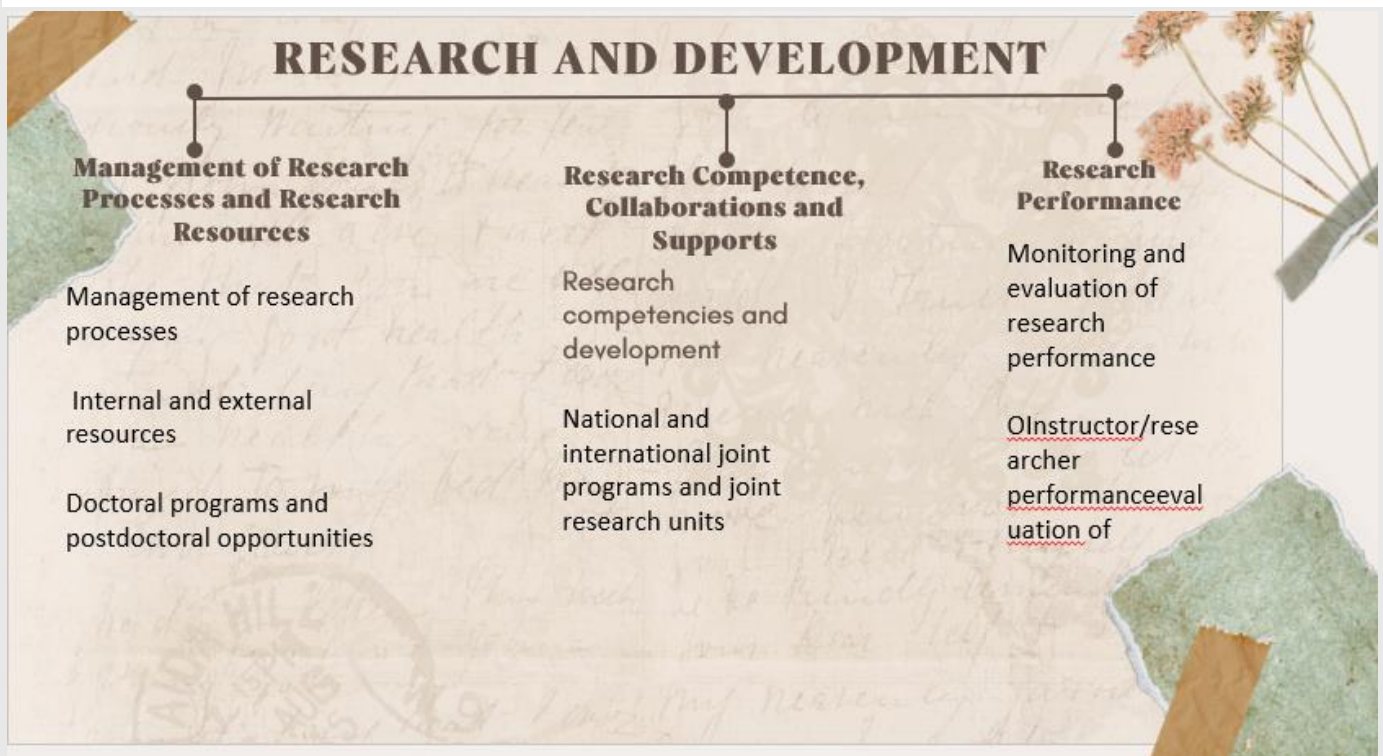 RESEARCH AND DEVELOPMENT
Management of Research
Processes and Research
Resources
Management of research
processes
Internal and external
resources
Doctoral programs and
postdoctoral opportunities
Research Competence,
Collaborations and
Supports
Research
competencies and
development
National and
international joint
programs and joint
research units
Research
Performance
Monitoring and
evaluation of
research
performance
OInstructor/rese
archer
performanceeval
uation of